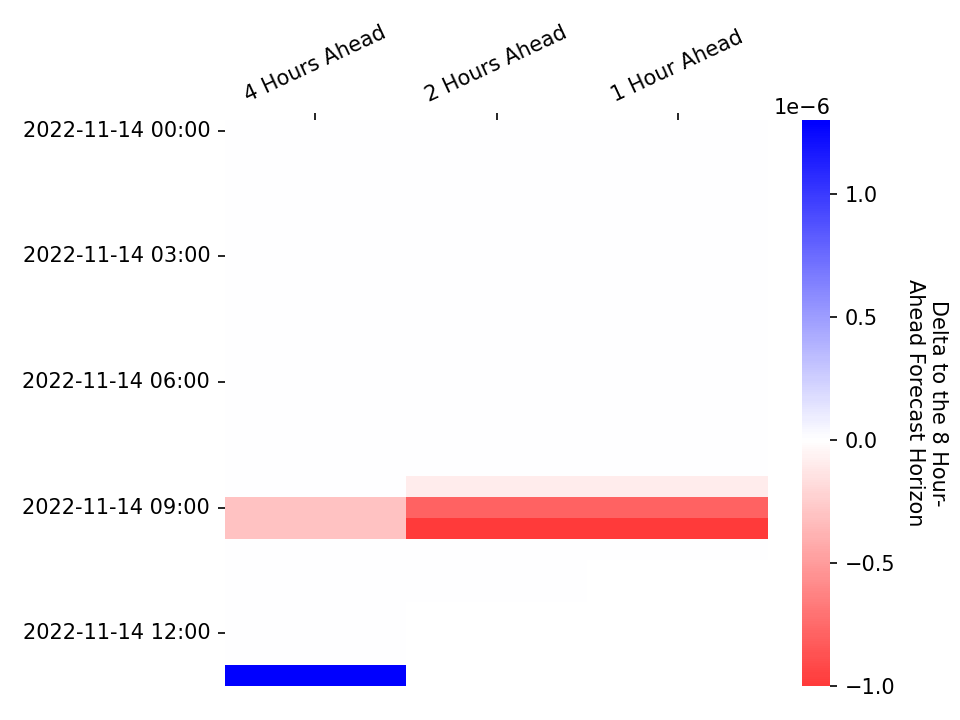 4 Hours Ahead
2 Hours Ahead
1 Hour Ahead
1e−6
2022-11-14 00:00
2022-11-14 03:00
2022-11-14 06:00
2022-11-14 09:00
2022-11-14 12:00
1.0
0.5
0.0
−0.5
−1.0
Delta to the 8 Hour-
Ahead Forecast Horizon